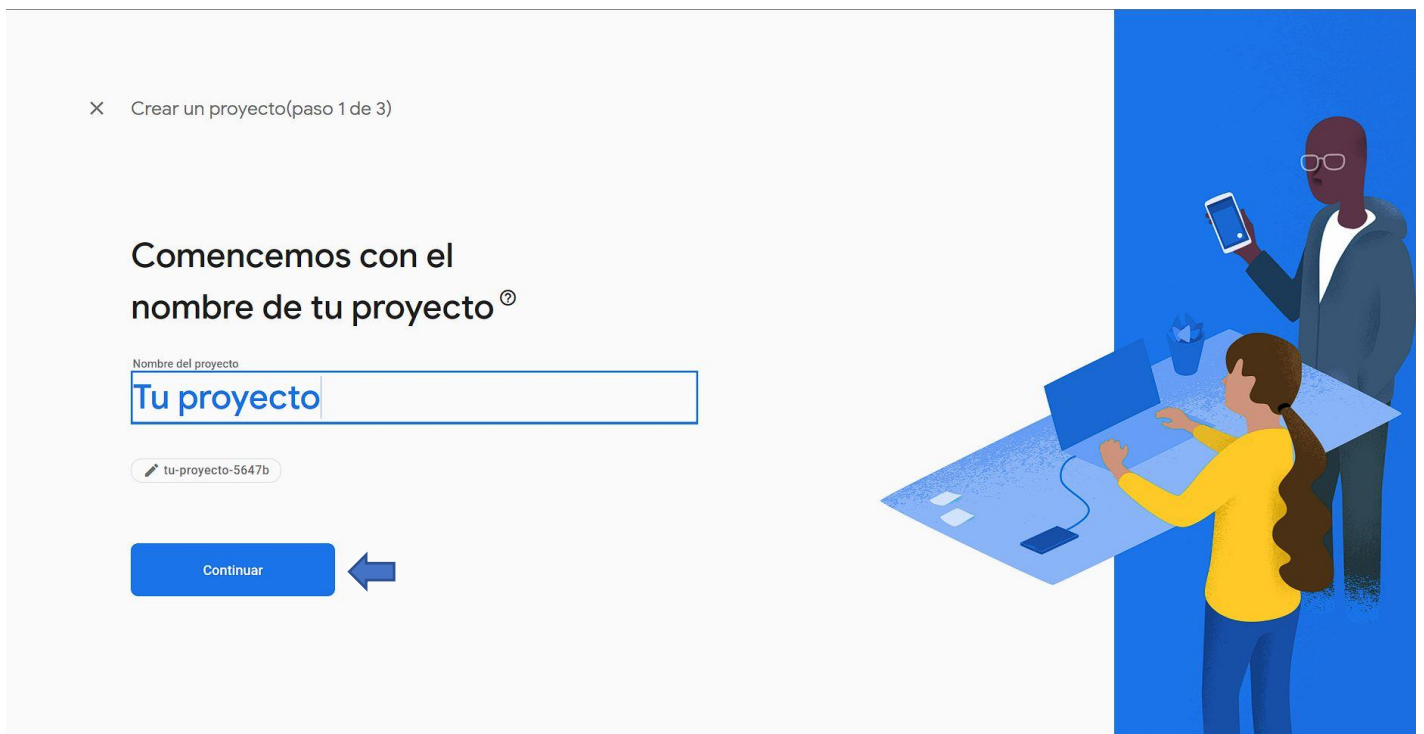 Crear un proyecto(paso 1 de 3)
Comencemos con el
nombre de tu proyecto
Nombre del proyecto
Tu proyecto
tu-proyecto-5647b
Continuar